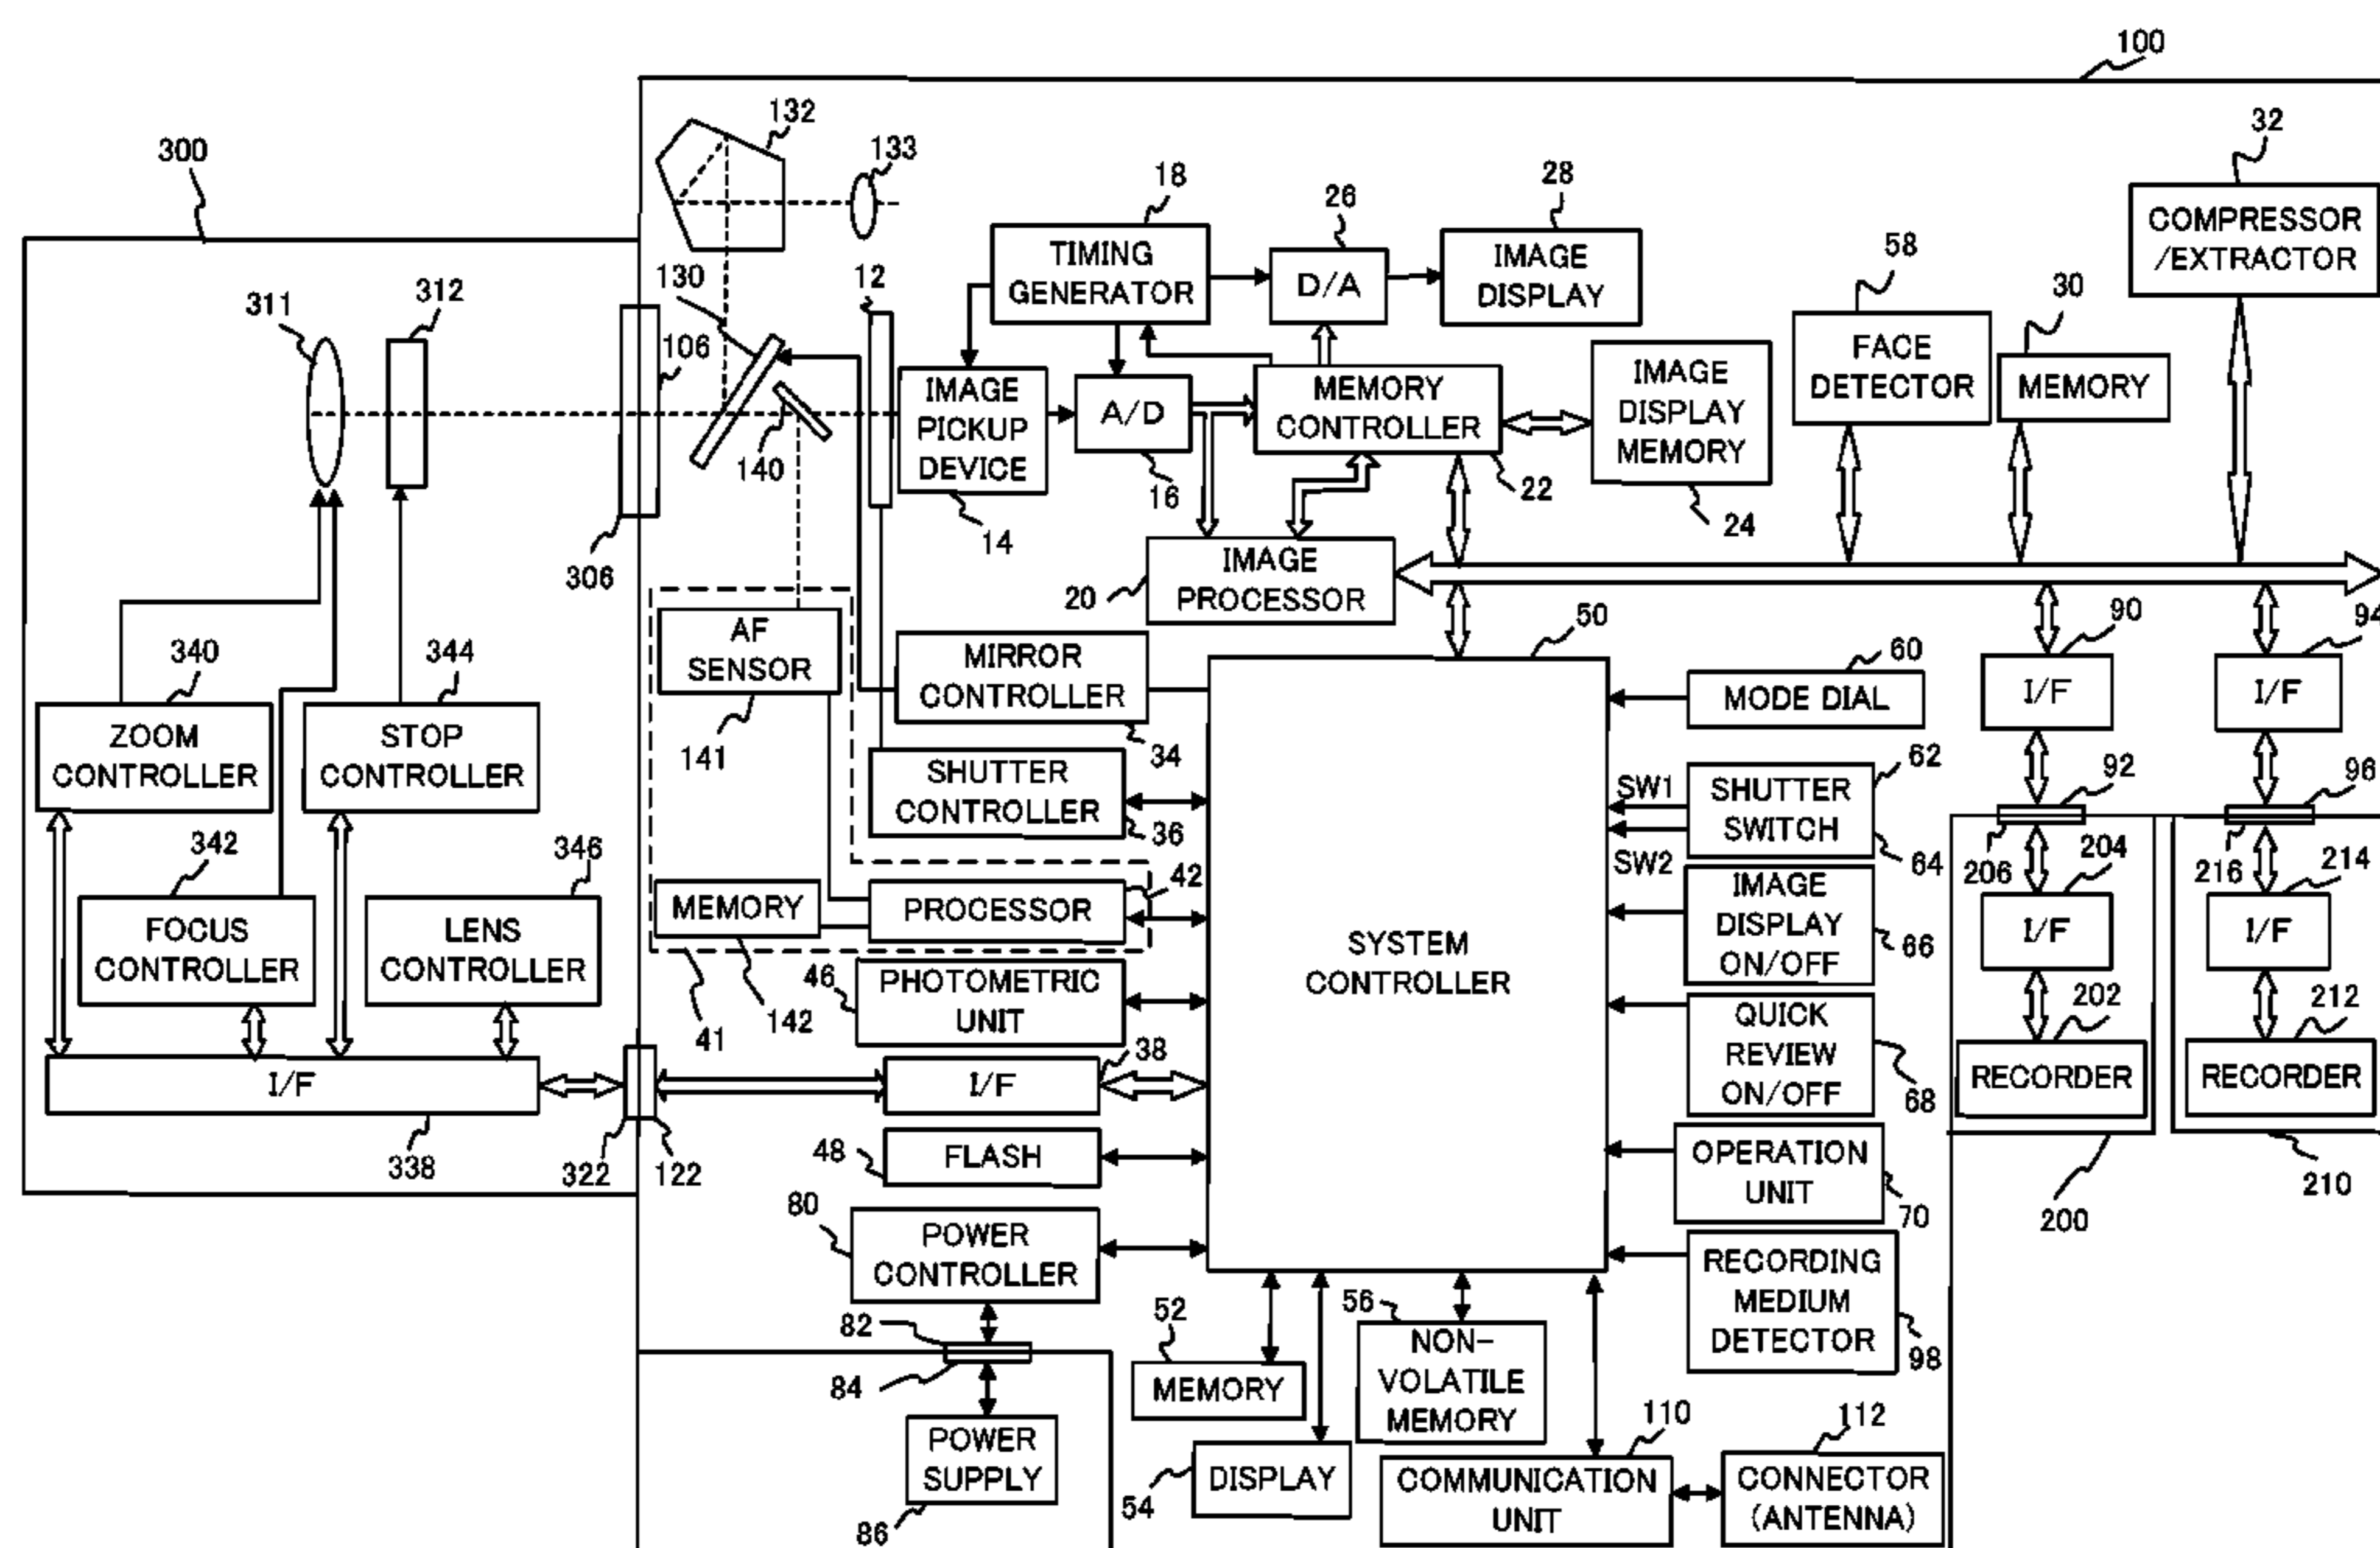 100
132
32
300
133
18
28
26
COMPRESSOR
/EXTRACTOR
58
TIMING
GENERATOR
D/A
IMAGE
DISPLAY
130
12
311
312
30
106
FACE
DETECTOR
MEMORY
IMAGE
PICKUP
DEVICE
A/D
MEMORY
CONTROLLER
IMAGE
DISPLAY
MEMORY
140
16
22
14
24
306
20
IMAGE
PROCESSOR
50
90
94
AF
SENSOR
MIRROR
CONTROLLER
340
344
60
I/F
I/F
MODE DIAL
ZOOM
CONTROLLER
STOP
CONTROLLER
141
34
62
92
96
SHUTTER
CONTROLLER
36
SW1
SHUTTER
SWITCH
SW2
64
342
346
206
204
216
214
42
MEMORY
PROCESSOR
IMAGE
DISPLAY
ON/OFF
66
I/F
I/F
FOCUS
CONTROLLER
LENS
CONTROLLER
SYSTEM
CONTROLLER
46
PHOTOMETRIC
UNIT
41
142
202
212
QUICK
REVIEW
ON/OFF
68
38
I/F
I/F
RECORDER
RECORDER
338
322
122
48
FLASH
OPERATION
UNIT
70
200
210
80
POWER
CONTROLLER
RECORDING
MEDIUM
DETECTOR
98
82
84
52
56
MEMORY
NON-
VOLATILE
MEMORY
110
112
POWER
SUPPLY
86
54
DISPLAY
COMMUNICATION
UNIT
CONNECTOR
(ANTENNA)